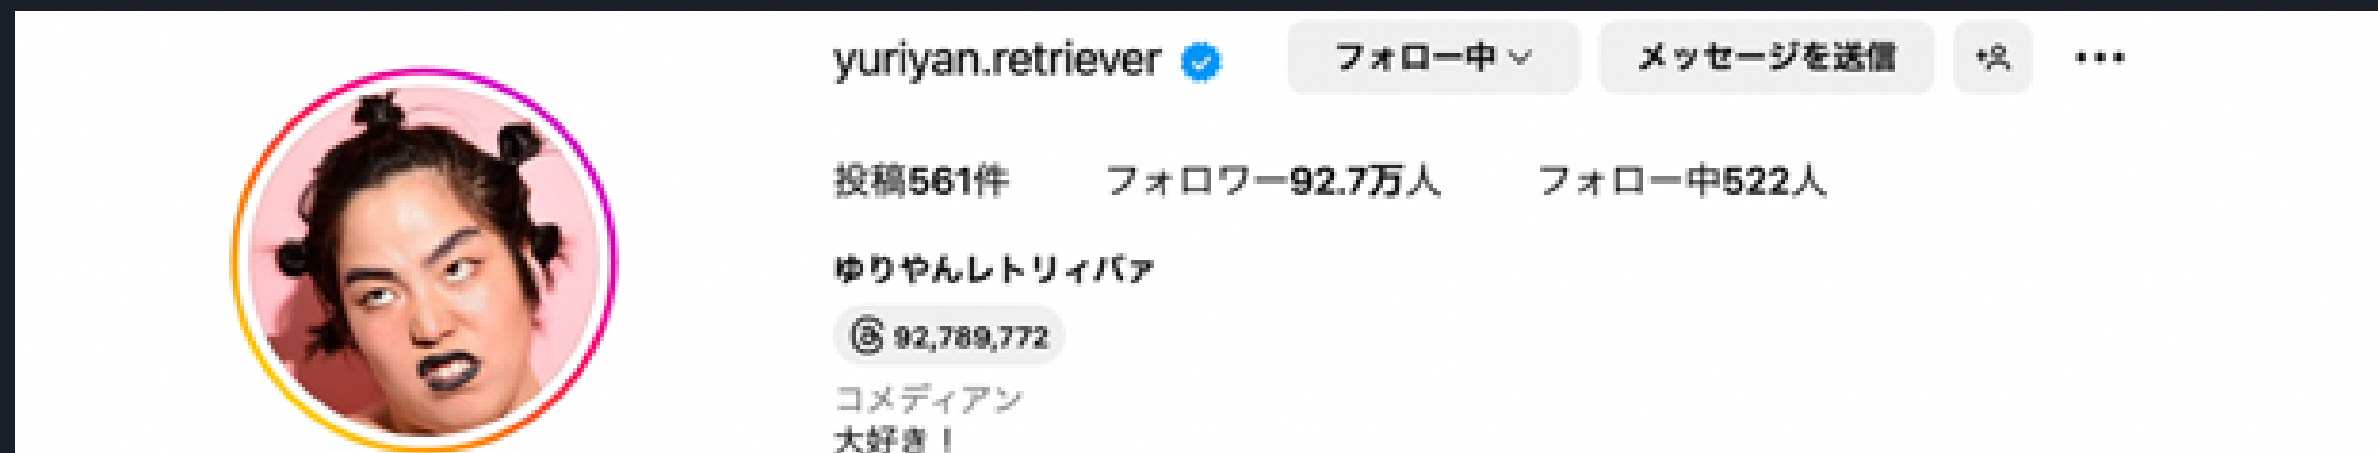 yuriyan.retriever
フォロー中
メッセージを送信
投稿561件 フォロワー92.7万人 フォロー中522人
ゆりやんレトリィバァ
92,789,772
コメディアン
大好き！